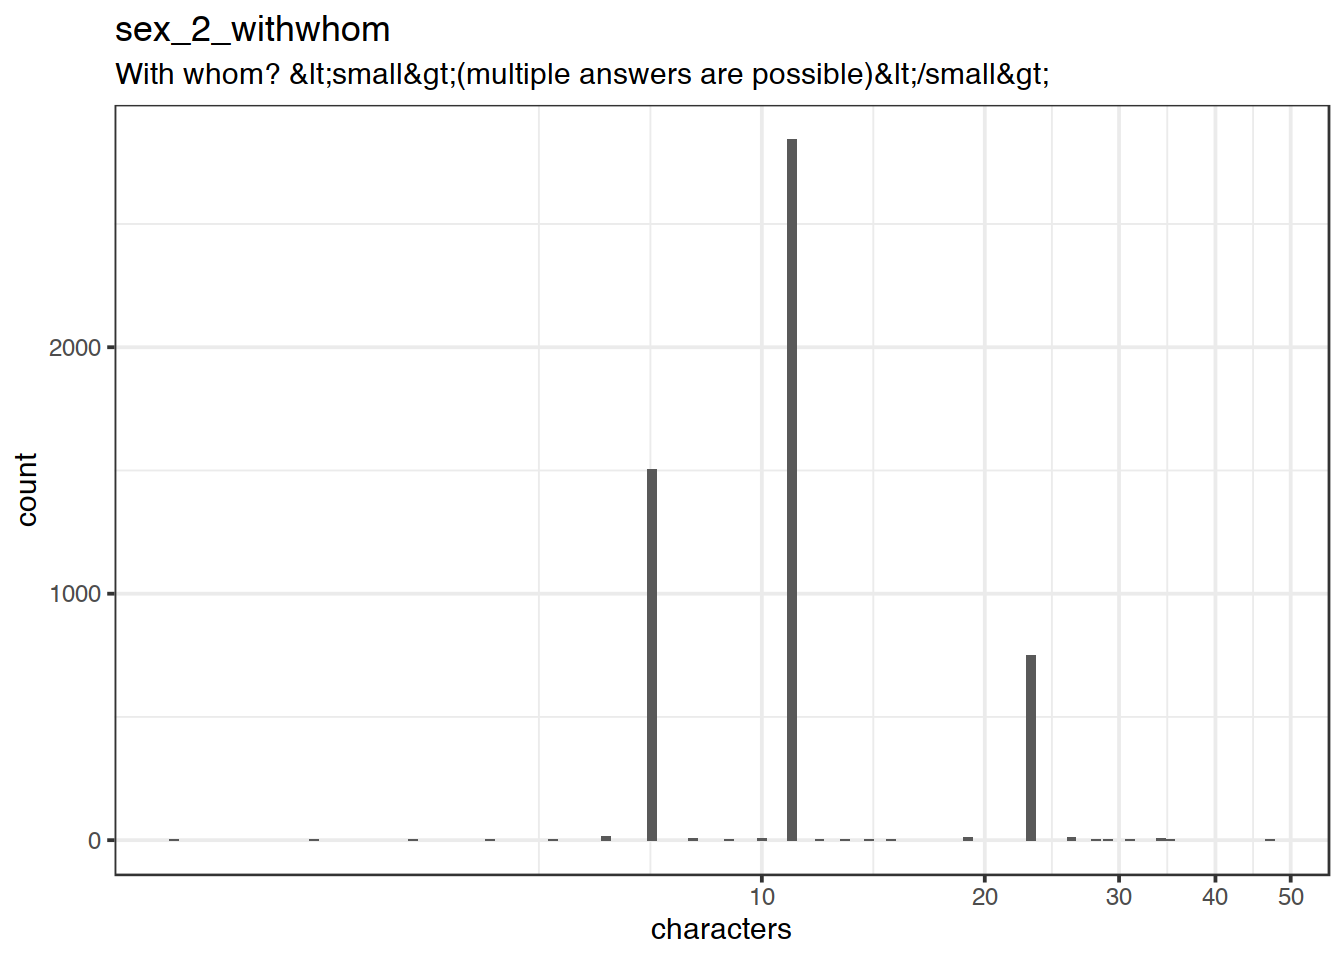 sex_2_withwhom
With whom? &lt;small&gt;(multiple answers are possible)&lt;/small&gt;
2000
1000
0
count
10 20 30 40 50
characters